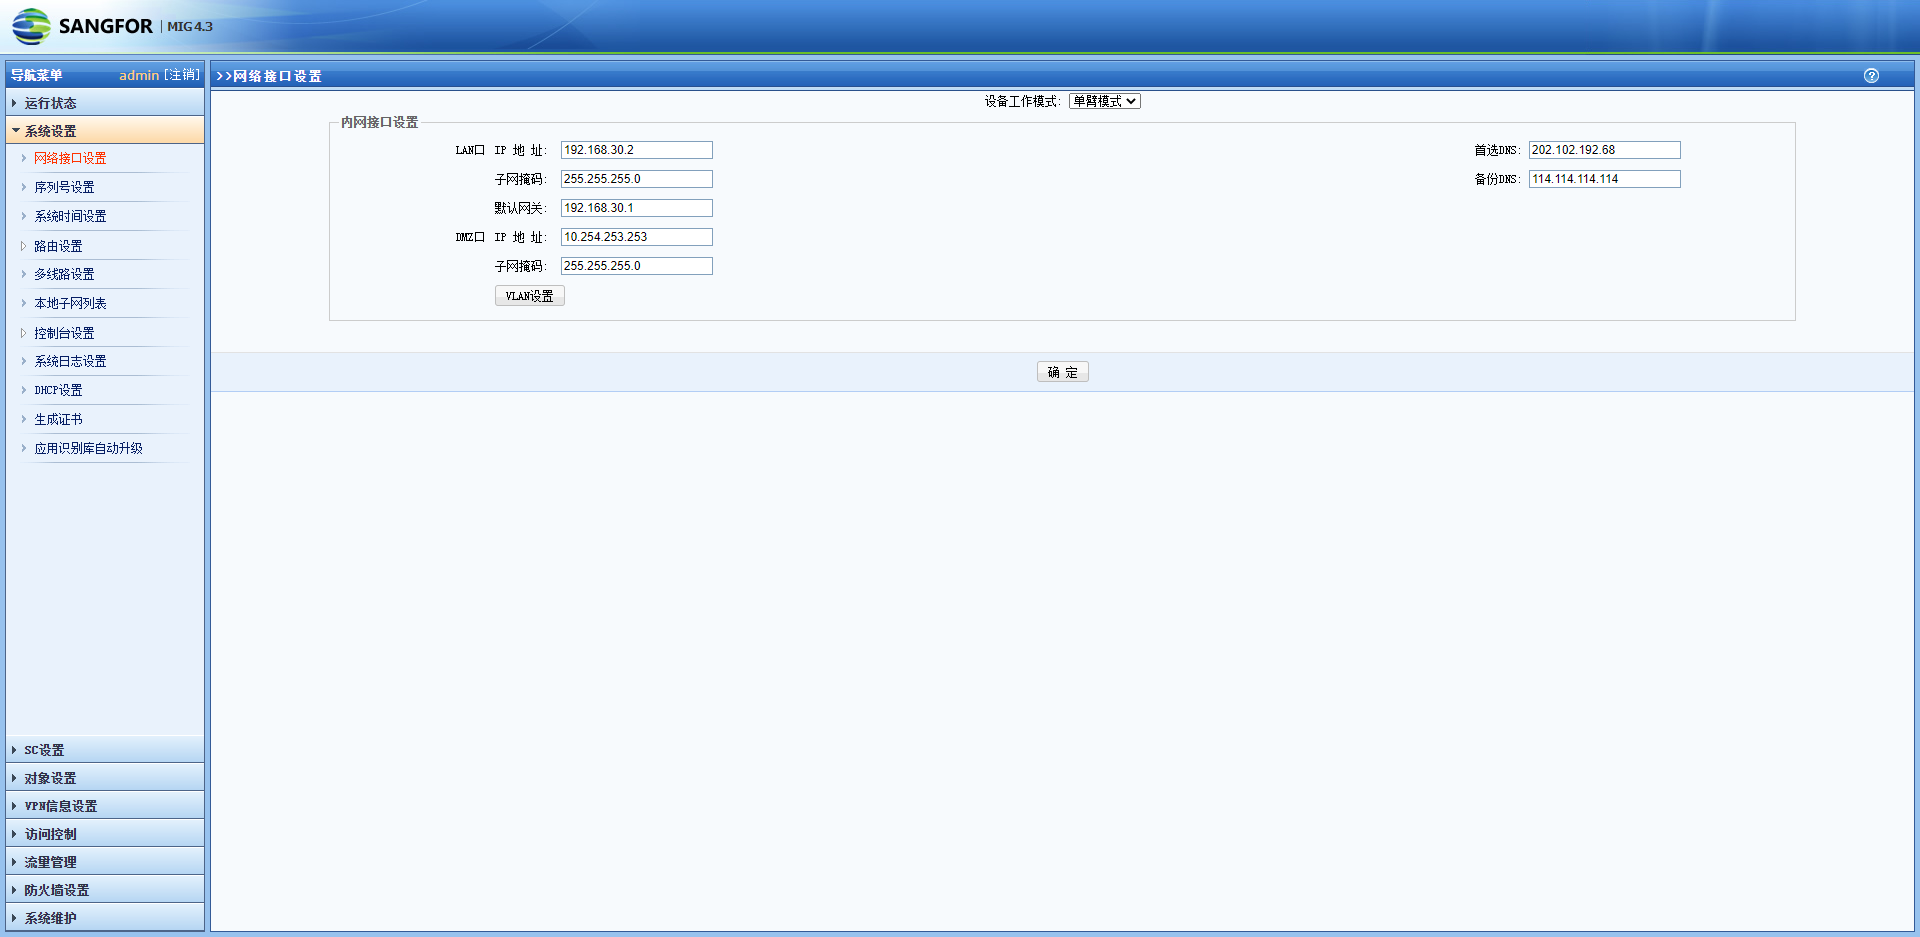 SANGFOR | MIG 4.3
导航菜单 admin [注销]
>>网络接口设置
运行状态
系统设置
网络接口设置
序列号设置
系统时间设置
路由设置
多线路设置
本地子网列表
控制台设置
系统日志设置
DHCP设置
生成证书
应用识别库自动升级
SC设置
对象设置
VPN信息设置
访问控制
流量管理
防火墙设置
系统维护
设备工作模式: 单臂模式
内网接口设置
LAN口 IP 地 址: 192.168.30.2 首选DNS: 202.102.192.68
子网掩码: 255.255.255.0 备份DNS: 114.114.114.114
默认网关: 192.168.30.1
DMZ口 IP 地 址: 10.254.253.253
子网掩码: 255.255.255.0
VLAN设置
确 定